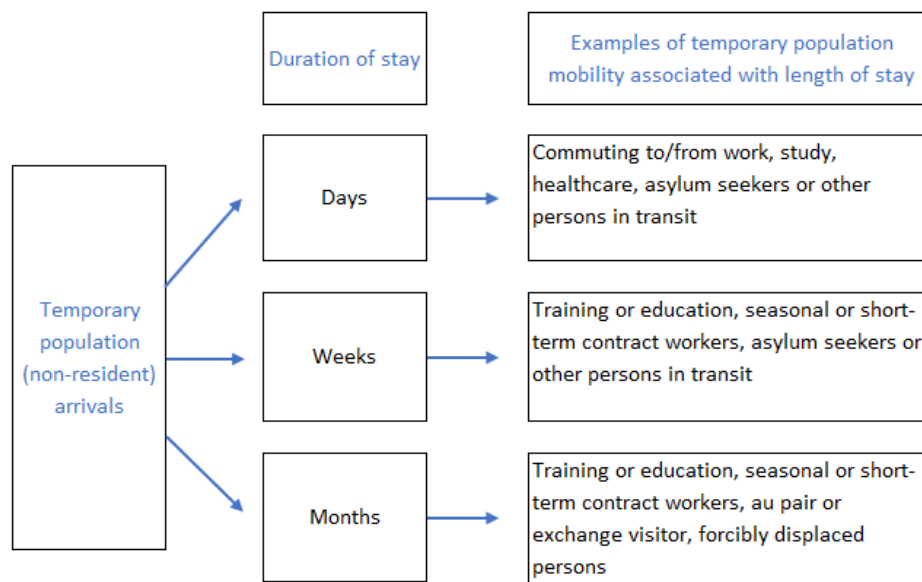 Duration of stay
Examples of temporary population
mobility associated with length of stay
Temporary
population
(non-resident)
arrivals
Days
Commuting to/from work, study,
healthcare, asylum seekers or other
persons in transit
Weeks
Training or education, seasonal or short-
term contract workers, asylum seekers or
other persons in transit
Months
Training or education, seasonal or short-
term contract workers, au pair or
exchange visitor, forcibly displaced
persons